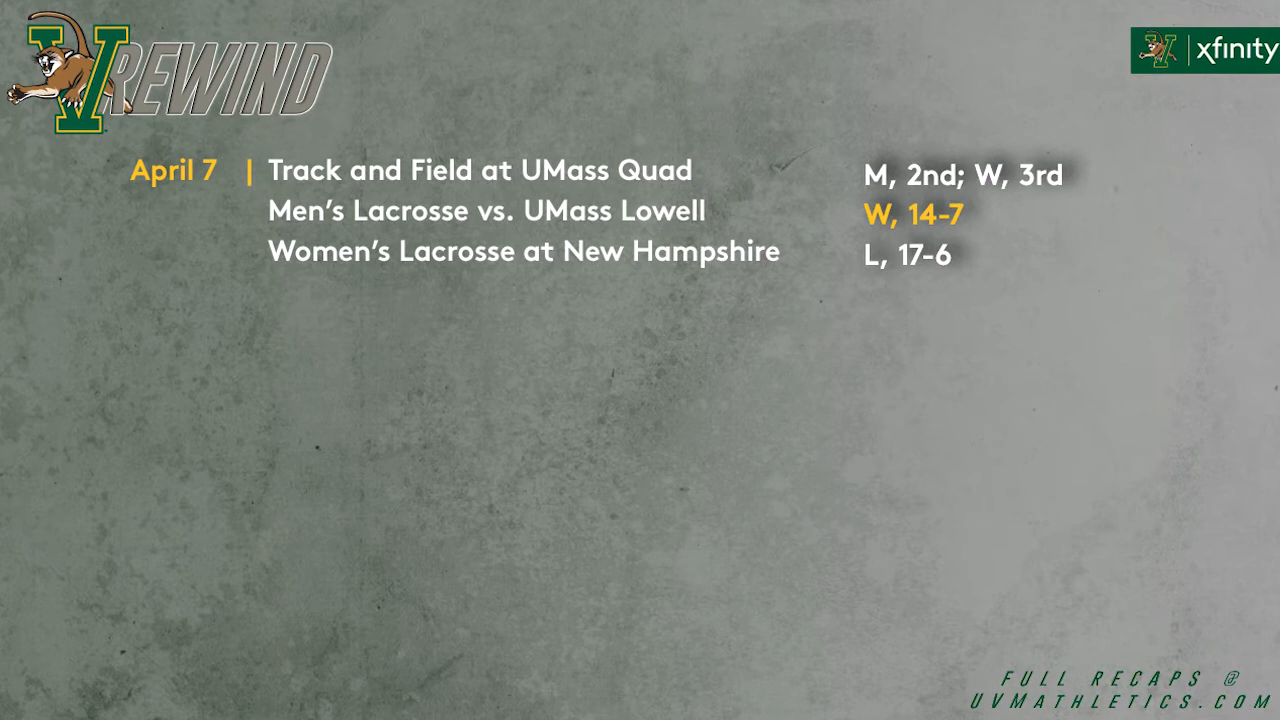 V REWIND
V | xfinity
April 7 | Track and Field at UMass Quad M, 2nd; W, 3rd
Men's Lacrosse vs. UMass Lowell W, 14-7
Women's Lacrosse at New Hampshire L, 17-6
FULL RECAPS @
UVMATHLETICS.COM